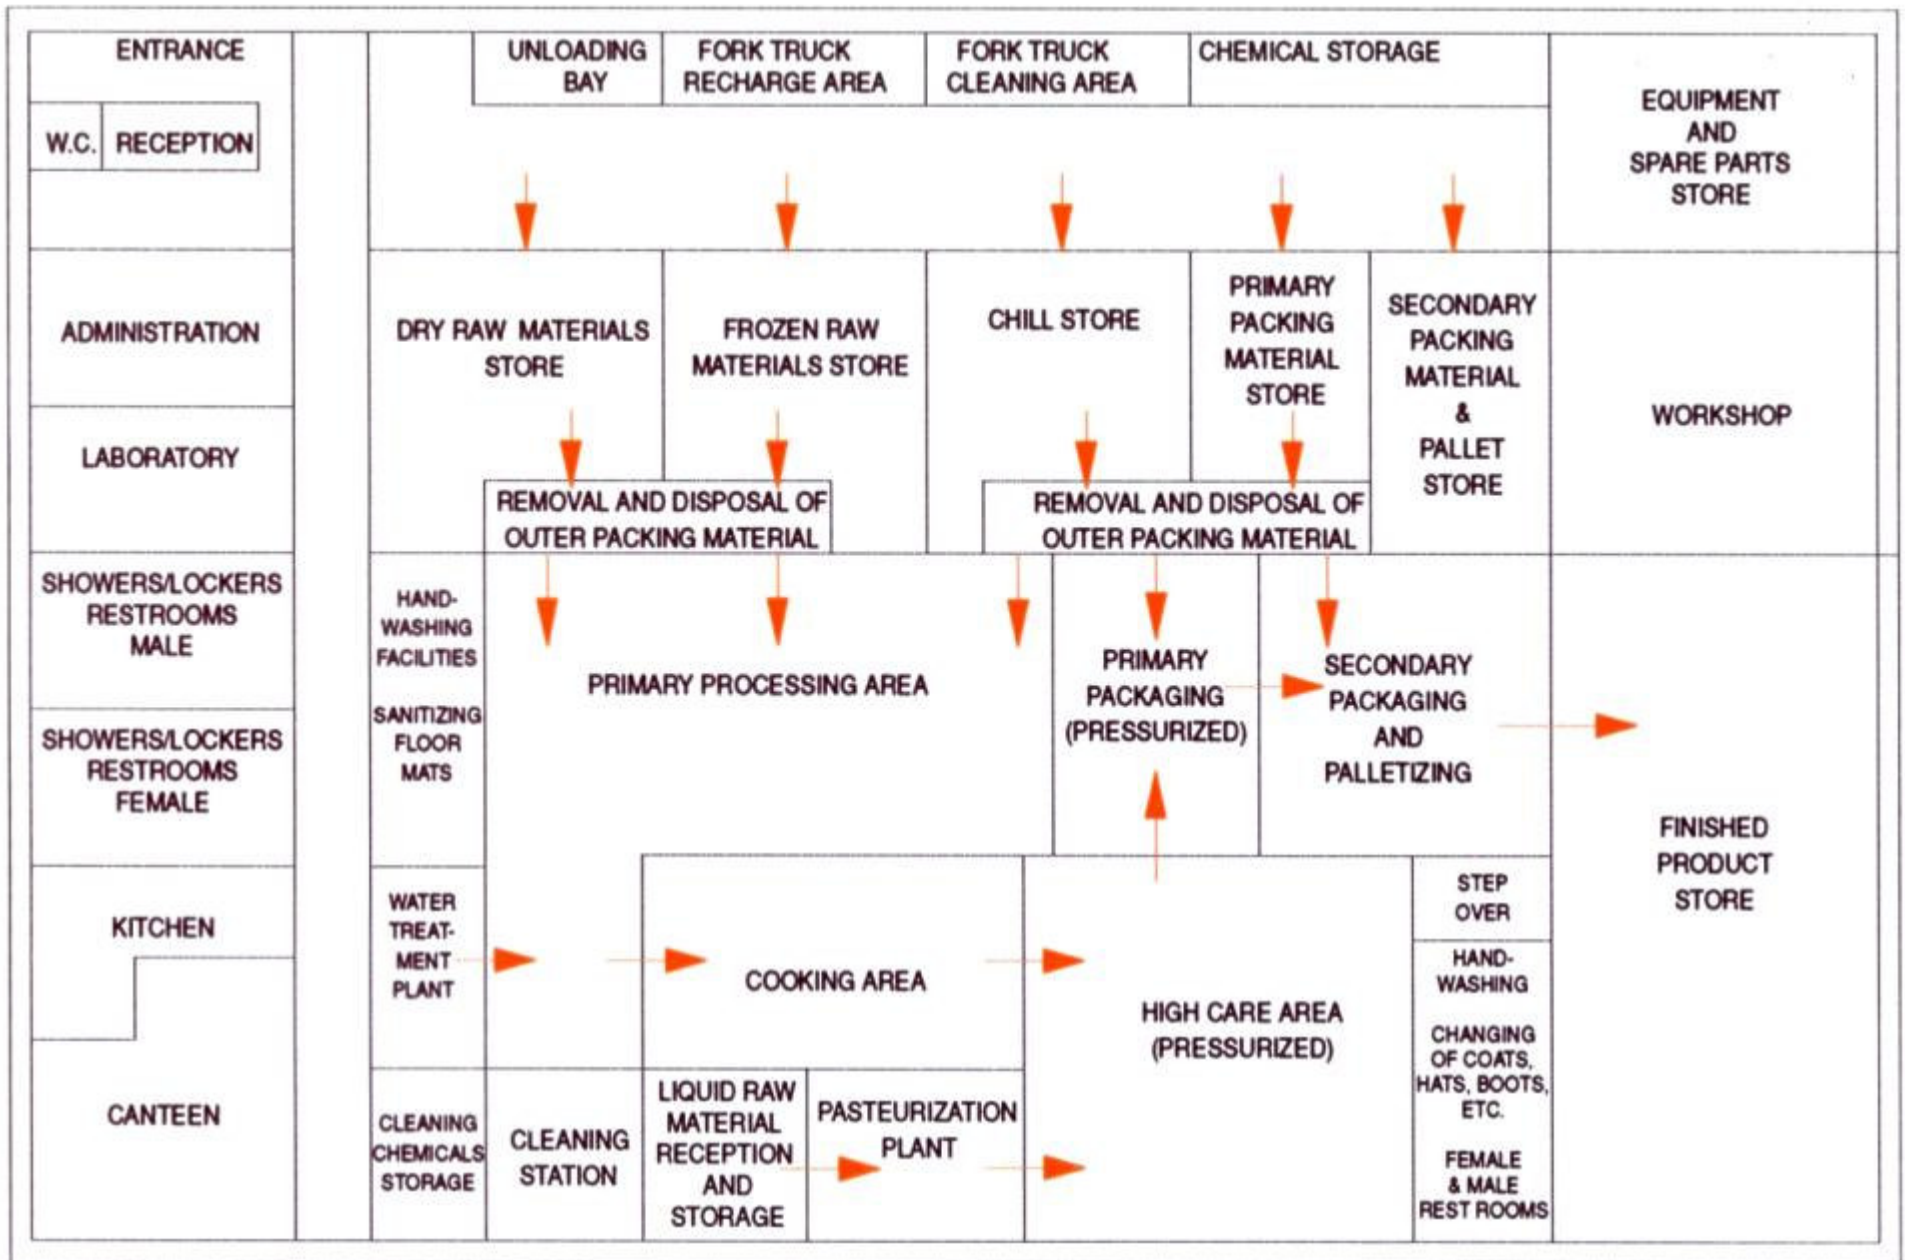 ENTRANCE
W.C.
RECEPTION
UNLOADING
BAY
FORK TRUCK
RECHARGE AREA
FORK TRUCK
CLEANING AREA
CHEMICAL STORAGE
EQUIPMENT
AND
SPARE PARTS
STORE
ADMINISTRATION
DRY RAW MATERIALS
STORE
FROZEN RAW
MATERIALS STORE
CHILL STORE
PRIMARY
PACKING
MATERIAL
STORE
SECONDARY
PACKING
MATERIAL
&
PALLET
STORE
WORKSHOP
LABORATORY
REMOVAL AND DISPOSAL OF
OUTER PACKING MATERIAL
REMOVAL AND DISPOSAL OF
OUTER PACKING MATERIAL
SHOWERS/LOCKERS
RESTROOMS
MALE
HAND-
WASHING
FACILITIES
SANITIZING
FLOOR
MATS
PRIMARY PROCESSING AREA
PRIMARY
PACKAGING
(PRESSURIZED)
SECONDARY
PACKAGING
AND
PALLETIZING
SHOWERS/LOCKERS
RESTROOMS
FEMALE
FINISHED
PRODUCT
STORE
KITCHEN
WATER
TREAT-
MENT
PLANT
COOKING AREA
HIGH CARE AREA
(PRESSURIZED)
STEP
OVER
HAND-
WASHING
CHANGING
OF COATS,
HATS, BOOTS,
ETC.
FEMALE
& MALE
REST ROOMS
CANTEEN
CLEANING
CHEMICALS
STORAGE
CLEANING
STATION
LIQUID RAW
MATERIAL
RECEPTION
AND
STORAGE
PASTEURIZATION
PLANT